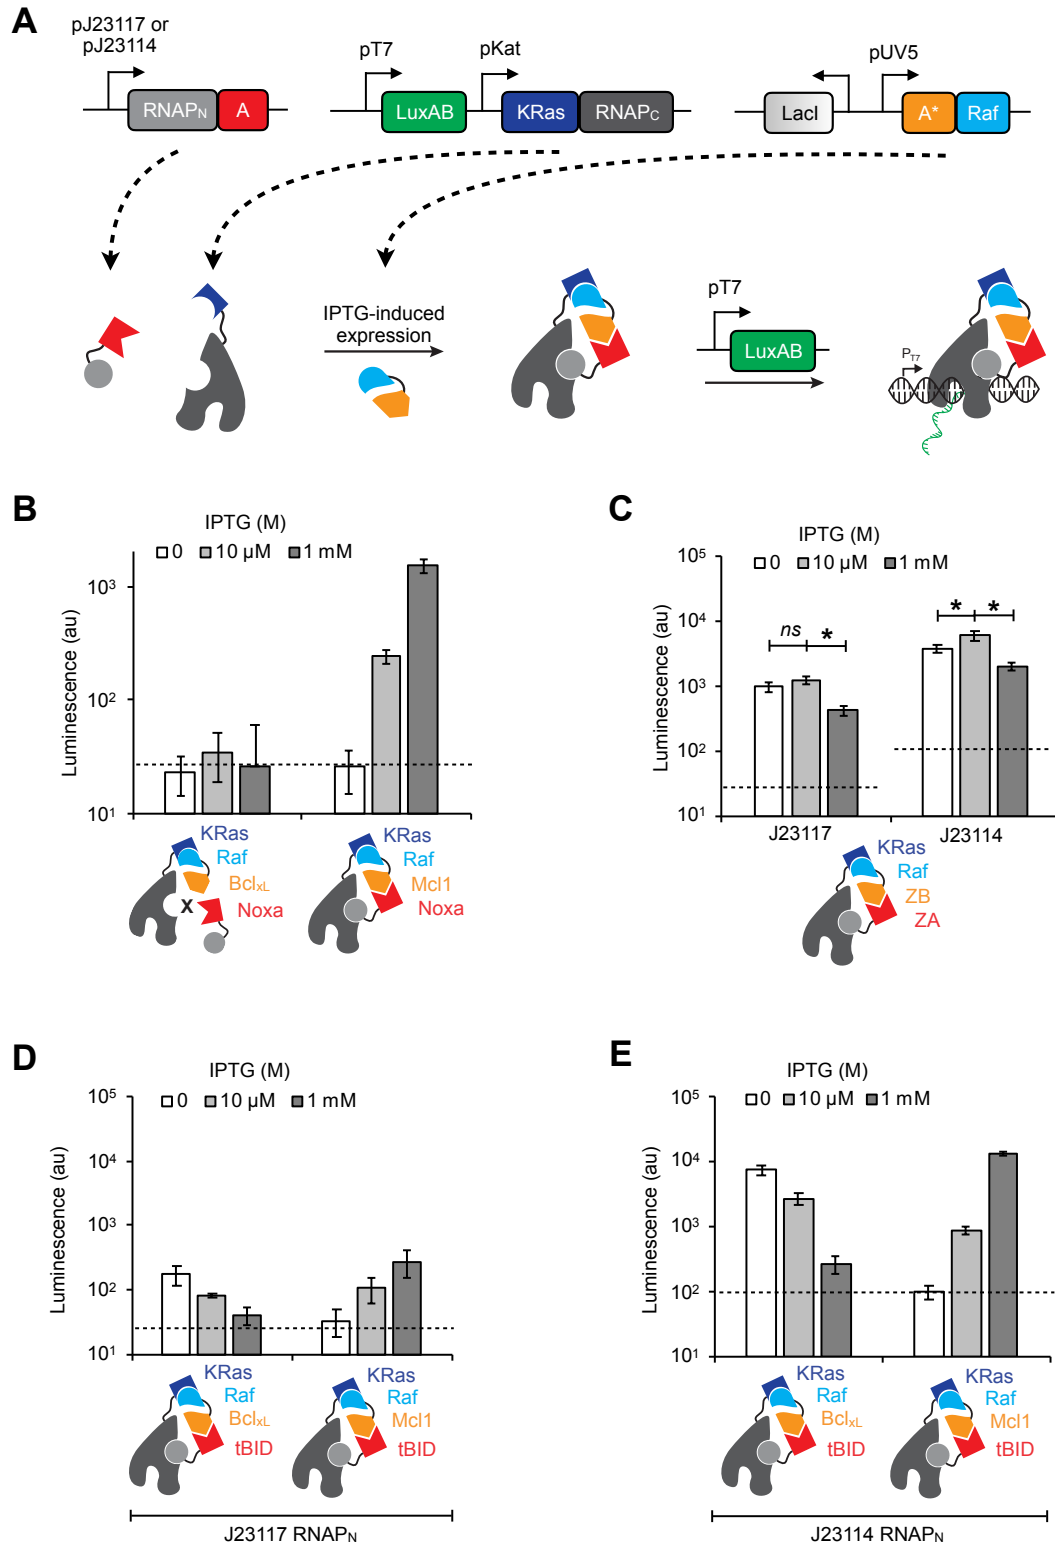 A
pJ23117 or
pJ23114
pT7
pKat
pUV5
RNAPN
A
LuxAB
KRas
RNAPC
LacI
A*
Raf
IPTG-induced
expression
pT7
LuxAB
PT7
B
IPTG (M)
0
10 µM
1 mM
Luminescence (au)
10³
10²
10¹
KRas
Raf
BclxL
Noxa
X
KRas
Raf
Mcl1
Noxa
C
IPTG (M)
0
10 µM
1 mM
Luminescence (au)
10⁵
10⁴
10³
10²
10¹
ns
*
*
*
J23117
J23114
KRas
Raf
ZB
ZA
D
IPTG (M)
0
10 µM
1 mM
Luminescence (au)
10⁵
10⁴
10³
10²
10¹
KRas
Raf
BclxL
tBID
KRas
Raf
Mcl1
tBID
J23117 RNAPN
E
IPTG (M)
0
10 µM
1 mM
Luminescence (au)
10⁵
10⁴
10³
10²
10¹
KRas
Raf
BclxL
tBID
KRas
Raf
Mcl1
tBID
J23114 RNAPN